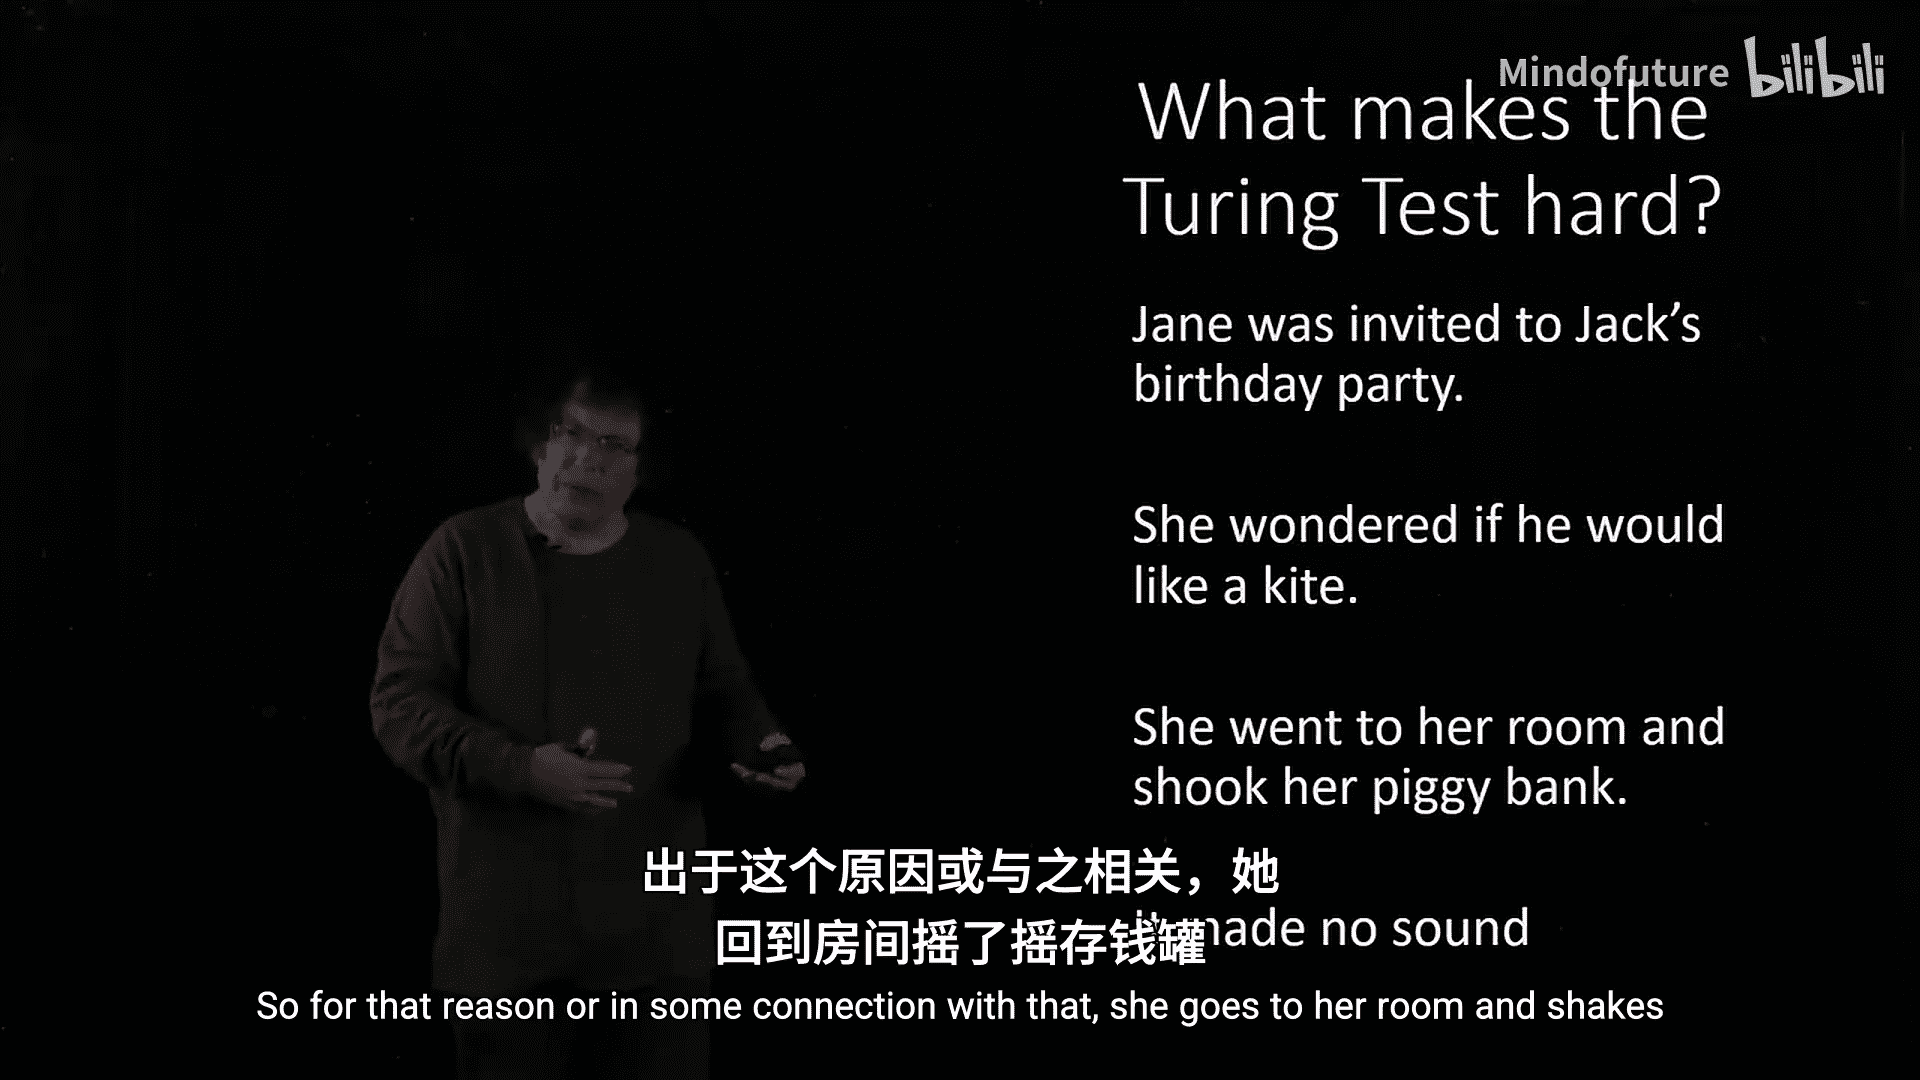 Mindofuture bilibili
What makes the
Turing Test hard?
Jane was invited to Jack’s
birthday party.
She wondered if he would
like a kite.
She went to her room and
shook her piggy bank.
made no sound
出于这个原因或与之相关，她
回到房间摇了摇存钱罐
So for that reason or in some connection with that, she goes to her room and shakes